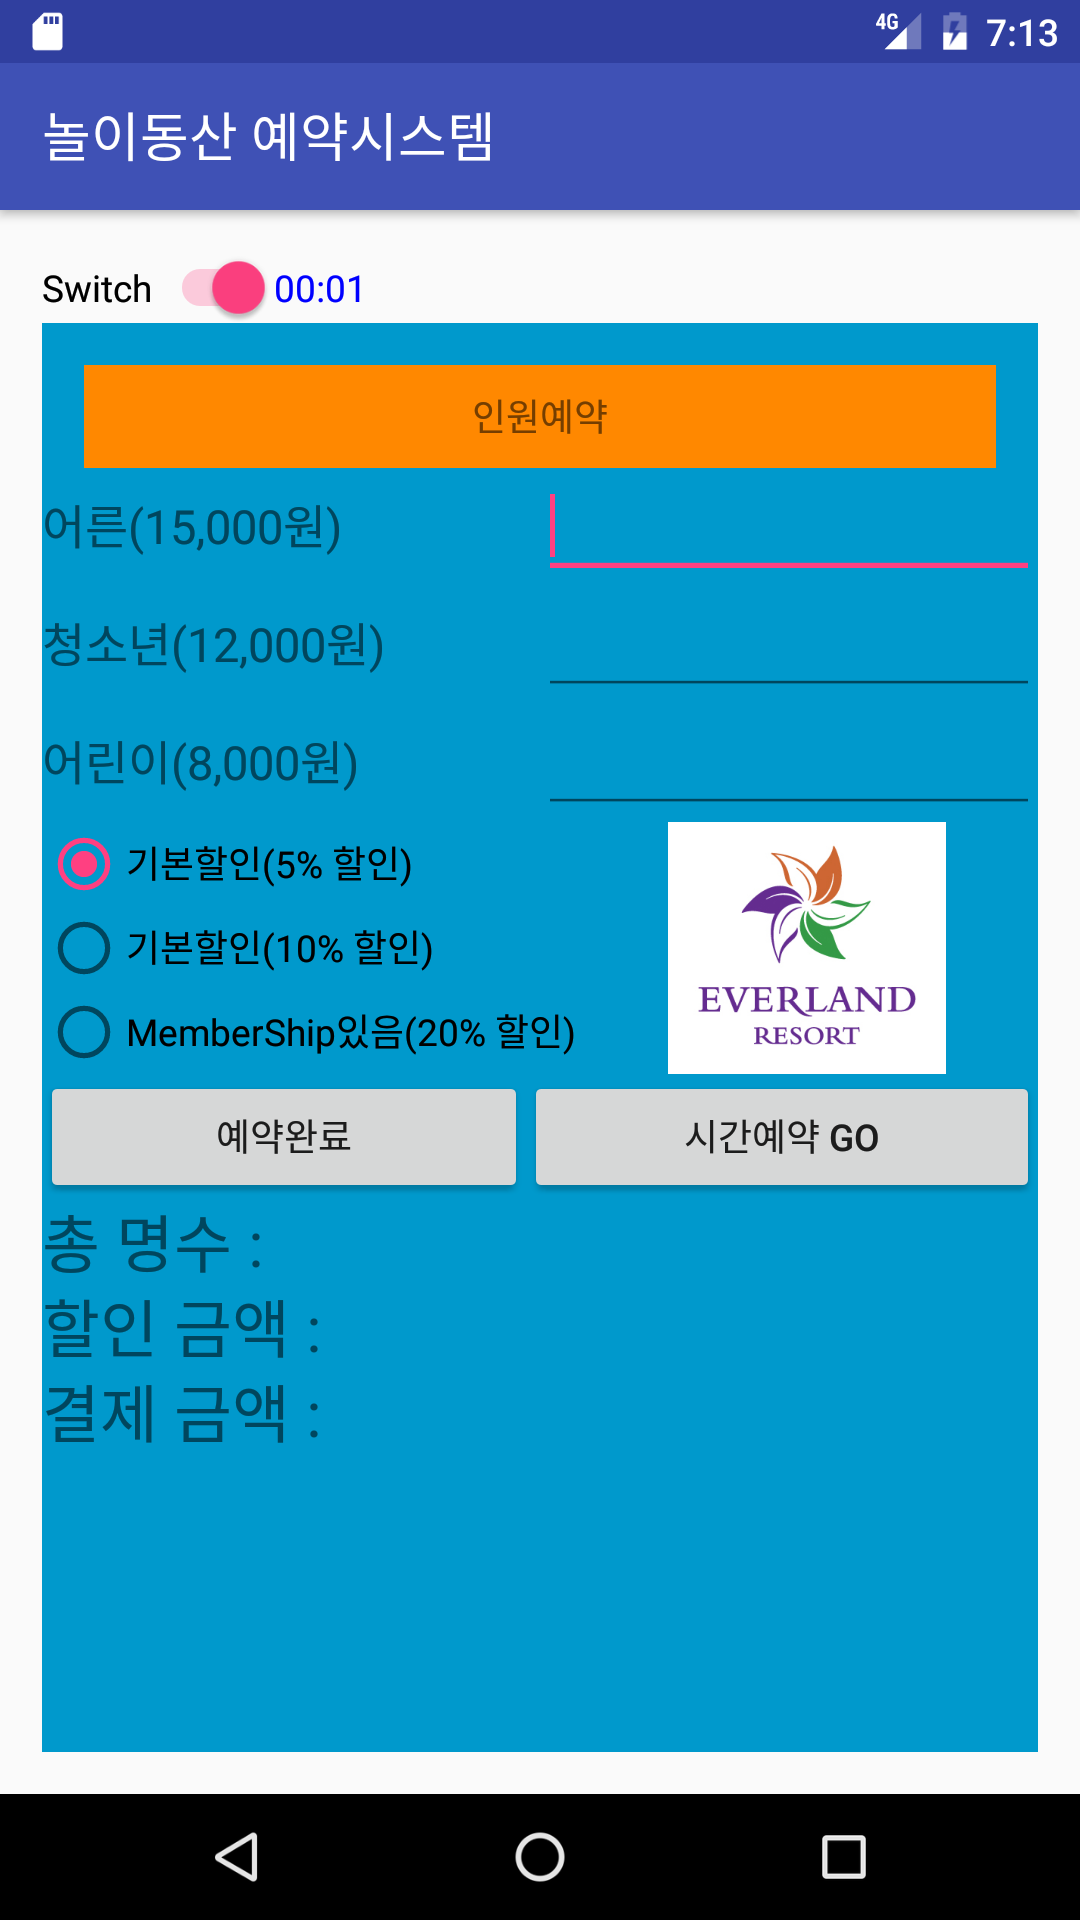 4G 7:13
놀이동산 예약시스템
Switch 00:01
인원예약
어른(15,000원)
청소년(12,000원)
어린이(8,000원)
기본할인(5% 할인)
기본할인(10% 할인)
MemberShip있음(20% 할인)
EVERLAND
RESORT
예약완료 시간예약 GO
총 명수 :
할인 금액 :
결제 금액 :